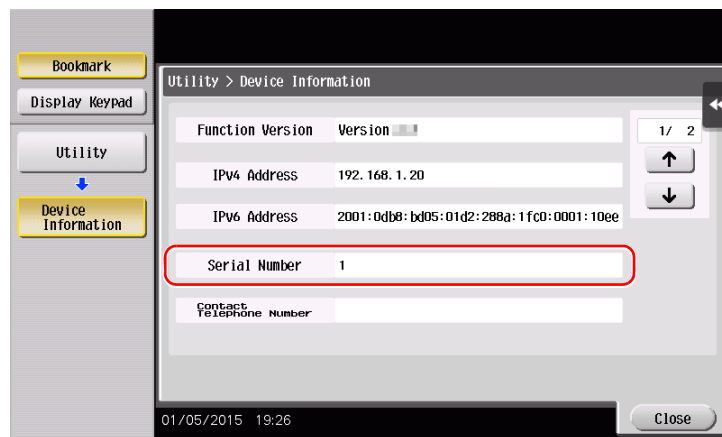 Bookmark
Display Keypad
Utility
Device
Information
Utility > Device Information
Function Version Version
1/ 2
IPv4 Address 192.168.1.20
IPv6 Address 2001:0db8:bd05:01d2:288a:1fc0:0001:10ee
Serial Number 1
Contact
Telephone Number
01/05/2015 19:26
Close